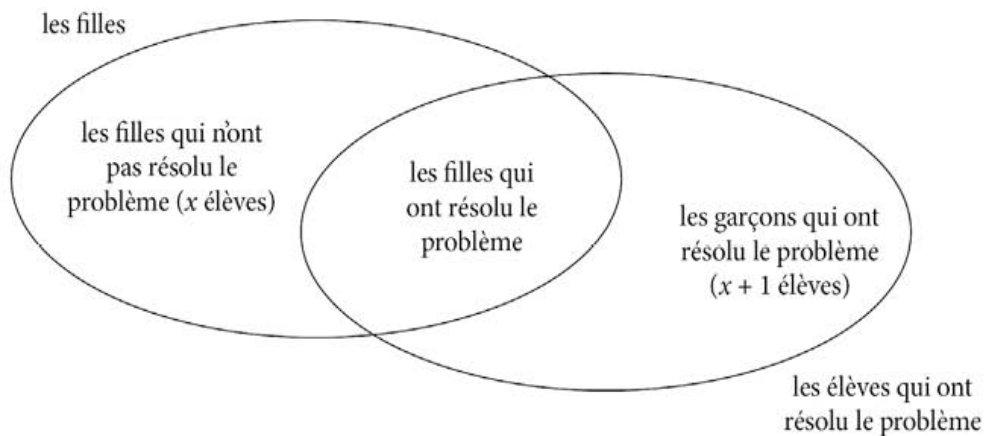 les filles
les filles qui n'ont
pas résolu le
problème (x élèves)
les filles qui
ont résolu le
problème
les garçons qui ont
résolu le problème
(x + 1 élèves)
les élèves qui ont
résolu le problème